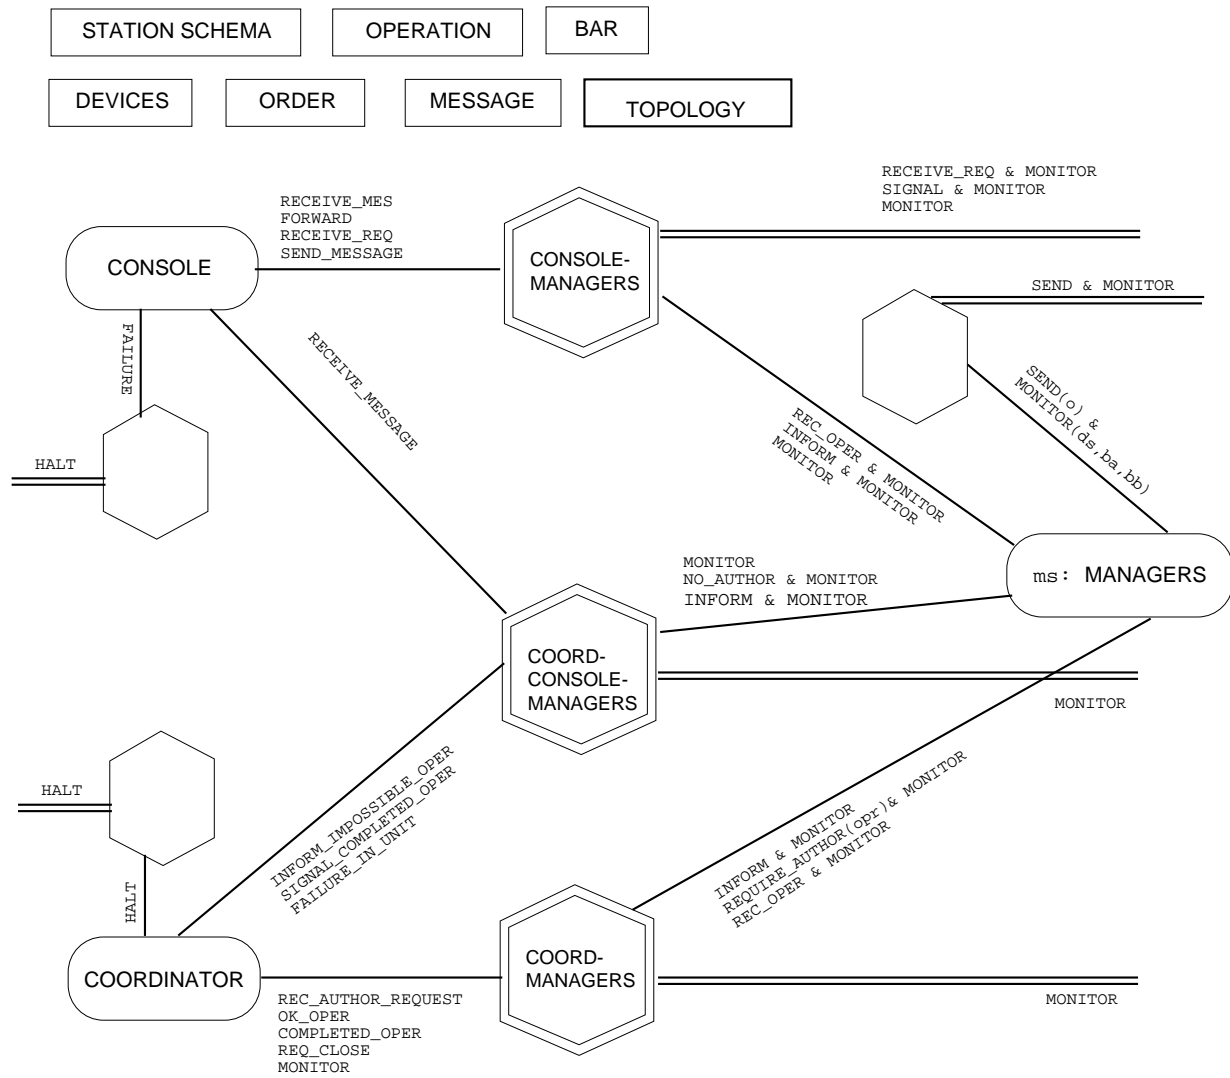 STATION SCHEMA
OPERATION
BAR
DEVICES
ORDER
MESSAGE
TOPOLOGY
RECEIVE_REQ & MONITOR
SIGNAL & MONITOR
MONITOR
RECEIVE_MES
FORWARD
RECEIVE_REQ
SEND_MESSAGE
CONSOLE
CONSOLE-
MANAGERS
SEND & MONITOR
FAILURE
RECEIVE_MESSAGE
SEND(o) &
MONITOR(ds,ba,bb)
REC_OPER & MONITOR
INFORM & MONITOR
MONITOR
HALT
MONITOR
NO_AUTHOR & MONITOR
INFORM & MONITOR
ms: MANAGERS
COORD-
CONSOLE-
MANAGERS
MONITOR
HALT
INFORM_IMPOSSIBLE_OPER
SIGNAL_COMPLETED_OPER
FAILURE_IN_UNIT
INFORM & MONITOR
REQUIRE_AUTHOR(opr)& MONITOR
REC_OPER & MONITOR
HALT
COORDINATOR
COORD-
MANAGERS
MONITOR
REC_AUTHOR_REQUEST
OK_OPER
COMPLETED_OPER
REQ_CLOSE
MONITOR